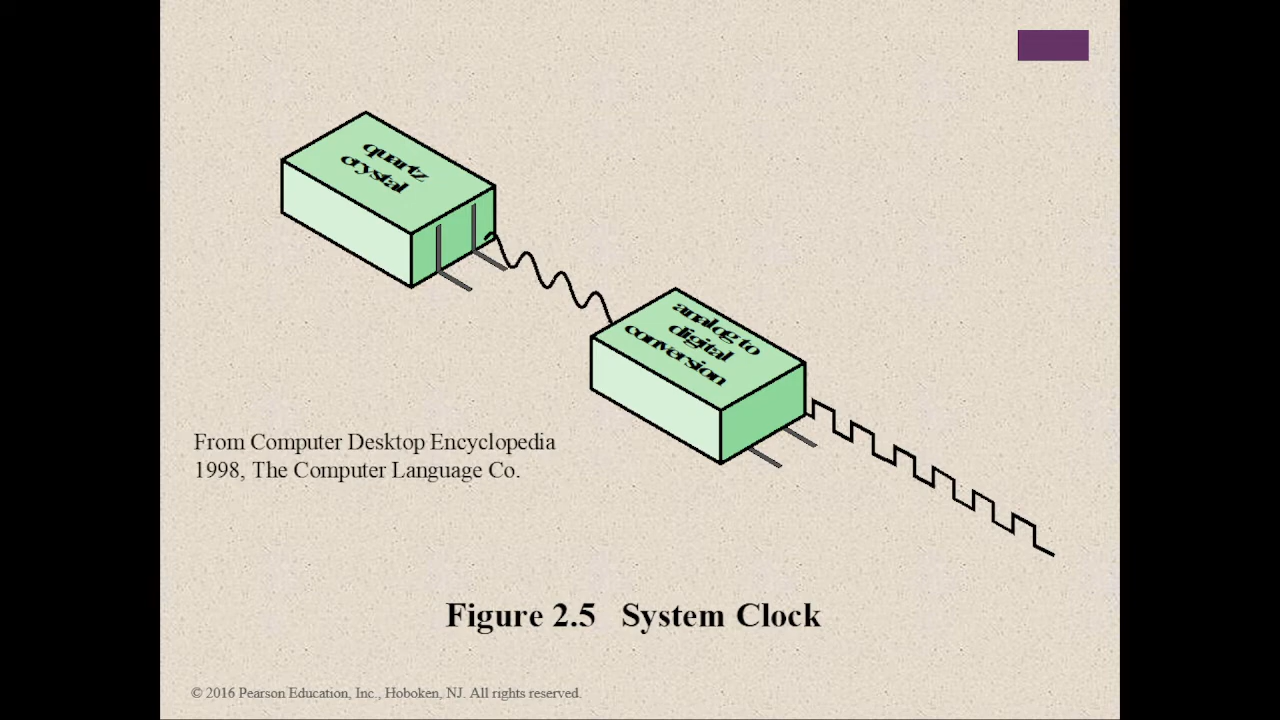 quartz
crystal
analog to
digital
conversion
From Computer Desktop Encyclopedia
1998, The Computer Language Co.
Figure 2.5 System Clock
© 2016 Pearson Education, Inc., Hoboken, NJ. All rights reserved.